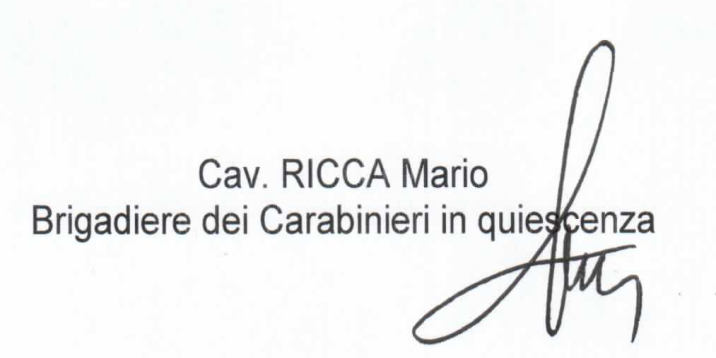 Cav. RICCA Mario
Brigadiere dei Carabinieri in quiescenza